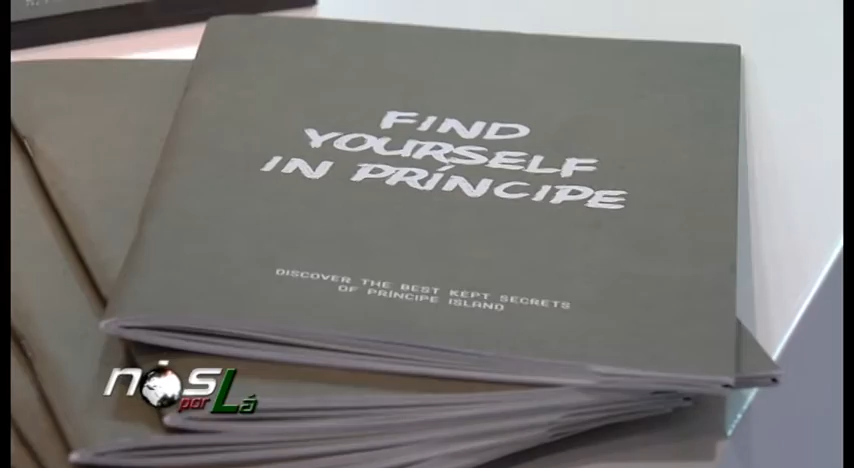 FIND
YOURSELF
IN PRÍNCIPE
DISCOVER THE BEST KEPT SECRETS
OF PRÍNCIPE ISLAND
nós
por Lá